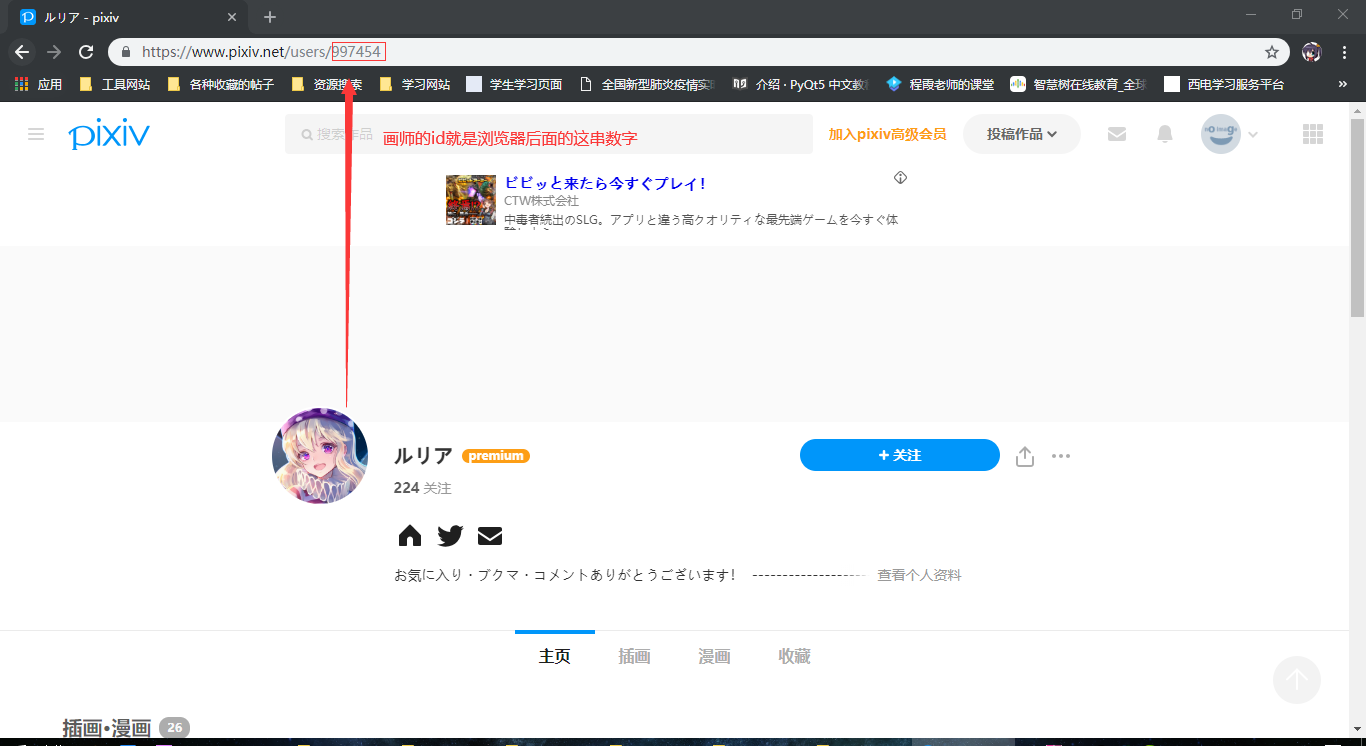 ルリア - pixiv
https://www.pixiv.net/users/997454
应用 工具网站 各种收藏的帖子 资源搜索 学习网站 学生学习页面 全国新型肺炎疫情实 介绍 · PyQt5 中文教 程霞老师的课堂 智慧树在线教育_全球 西电学习服务平台 »
pixiv
搜索作品
画师的id就是浏览器后面的这串数字
加入pixiv高级会员
投稿作品
ビビッと来たら今すぐプレイ!
CTW株式会社
中毒者続出のSLG。アプリと違う高クオリティな最先端ゲームを今すぐ体
ルリア premium
+ 关注
224 关注
お気に入り・ブクマ・コメントありがとうございます! -------------------
查看个人资料
主页 插画 漫画 收藏
插画•漫画 26